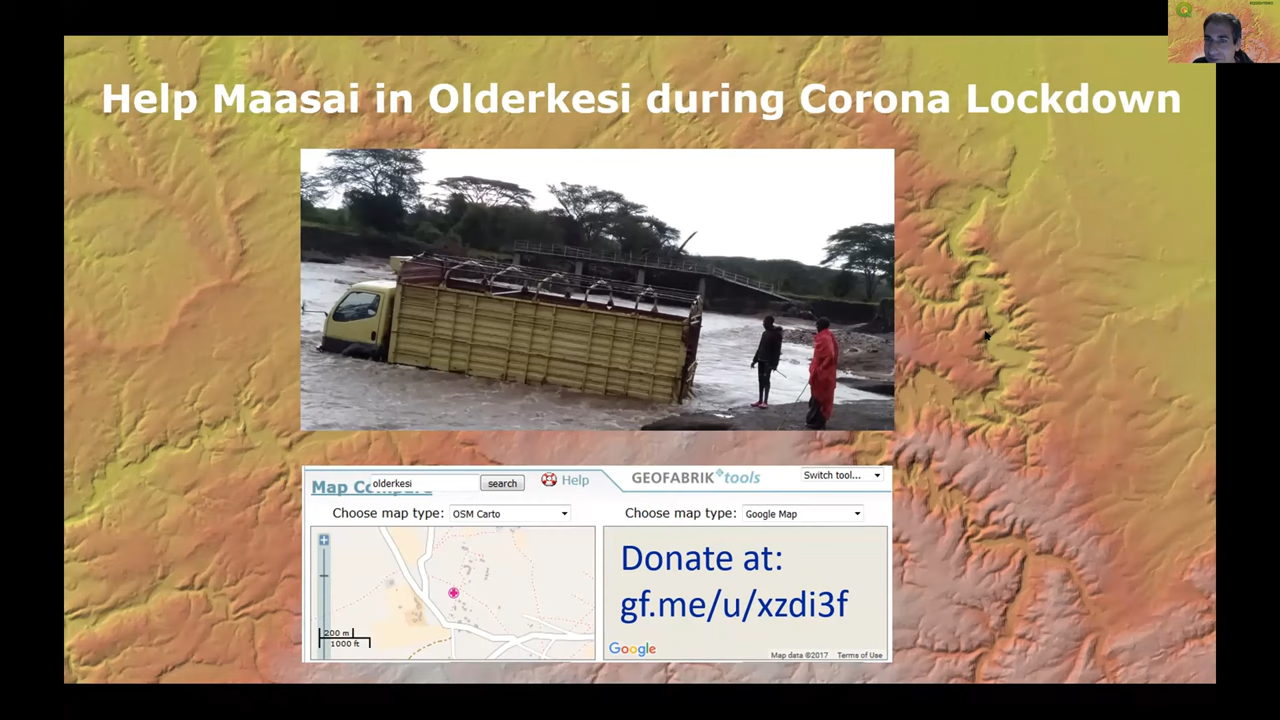 Help Maasai in Olderkesi during Corona Lockdown
Map Co
olderkesi
search
Help
GEOFABRIK tools
Switch tool...
Choose map type: OSM Carto
Choose map type: Google Map
Donate at:
gf.me/u/xzdi3f
200 m
1000 ft
Google
Map data ©2017
Terms of Use